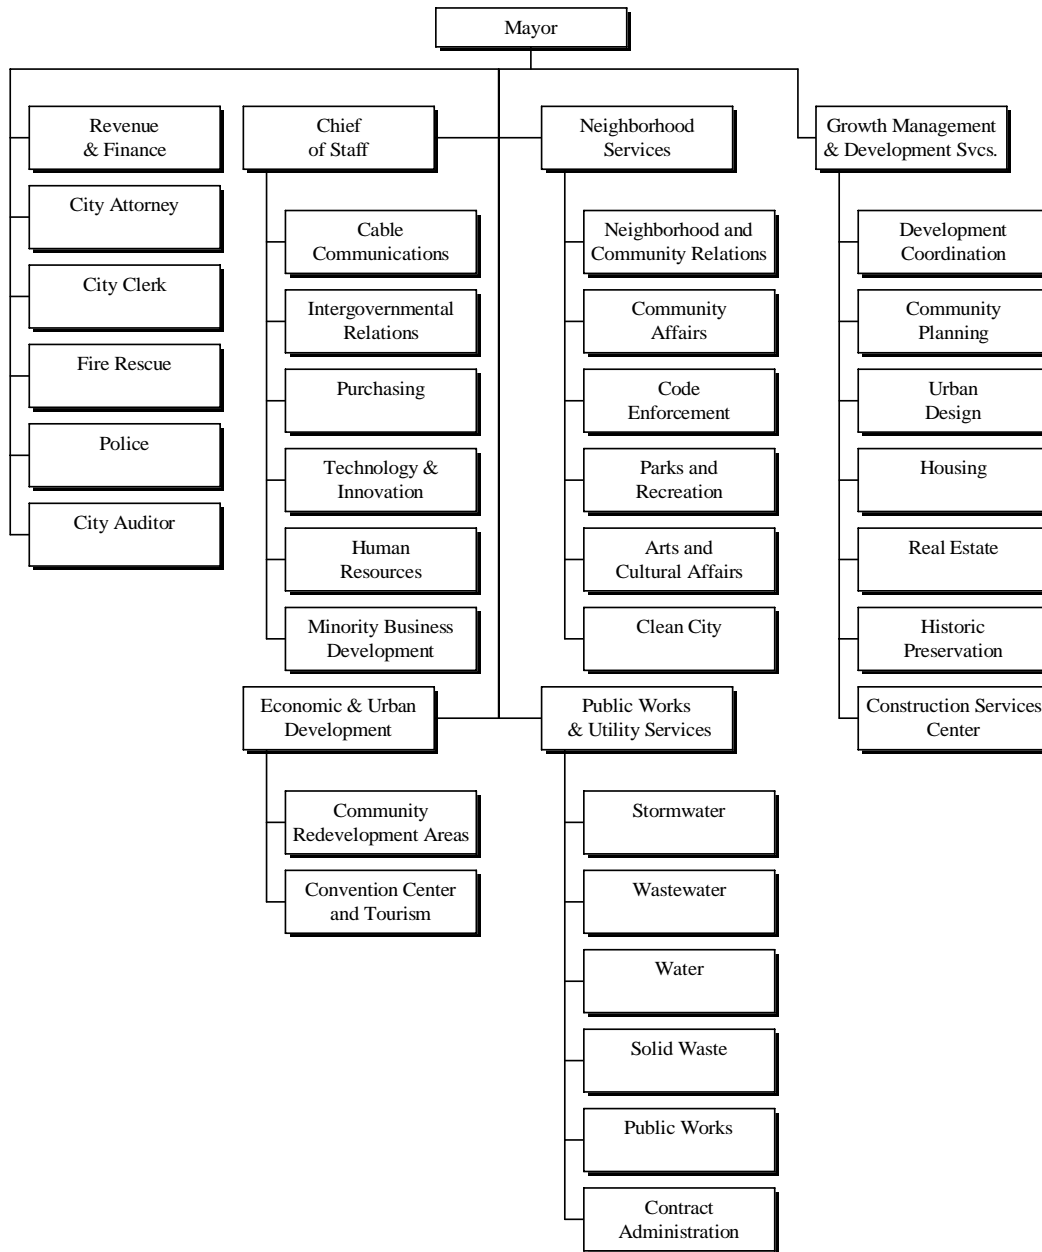 Mayor
Revenue
& Finance
City Attorney
City Clerk
Fire Rescue
Police
City Auditor
Chief
of Staff
Cable
Communications
Intergovernmental
Relations
Purchasing
Technology &
Innovation
Human
Resources
Minority Business
Development
Neighborhood
Services
Neighborhood and
Community Relations
Community
Affairs
Code
Enforcement
Parks and
Recreation
Arts and
Cultural Affairs
Clean City
Growth Management
& Development Svcs.
Development
Coordination
Community
Planning
Urban
Design
Housing
Real Estate
Historic
Preservation
Construction Services
Center
Economic & Urban
Development
Community
Redevelopment Areas
Convention Center
and Tourism
Public Works
& Utility Services
Stormwater
Wastewater
Water
Solid Waste
Public Works
Contract
Administration